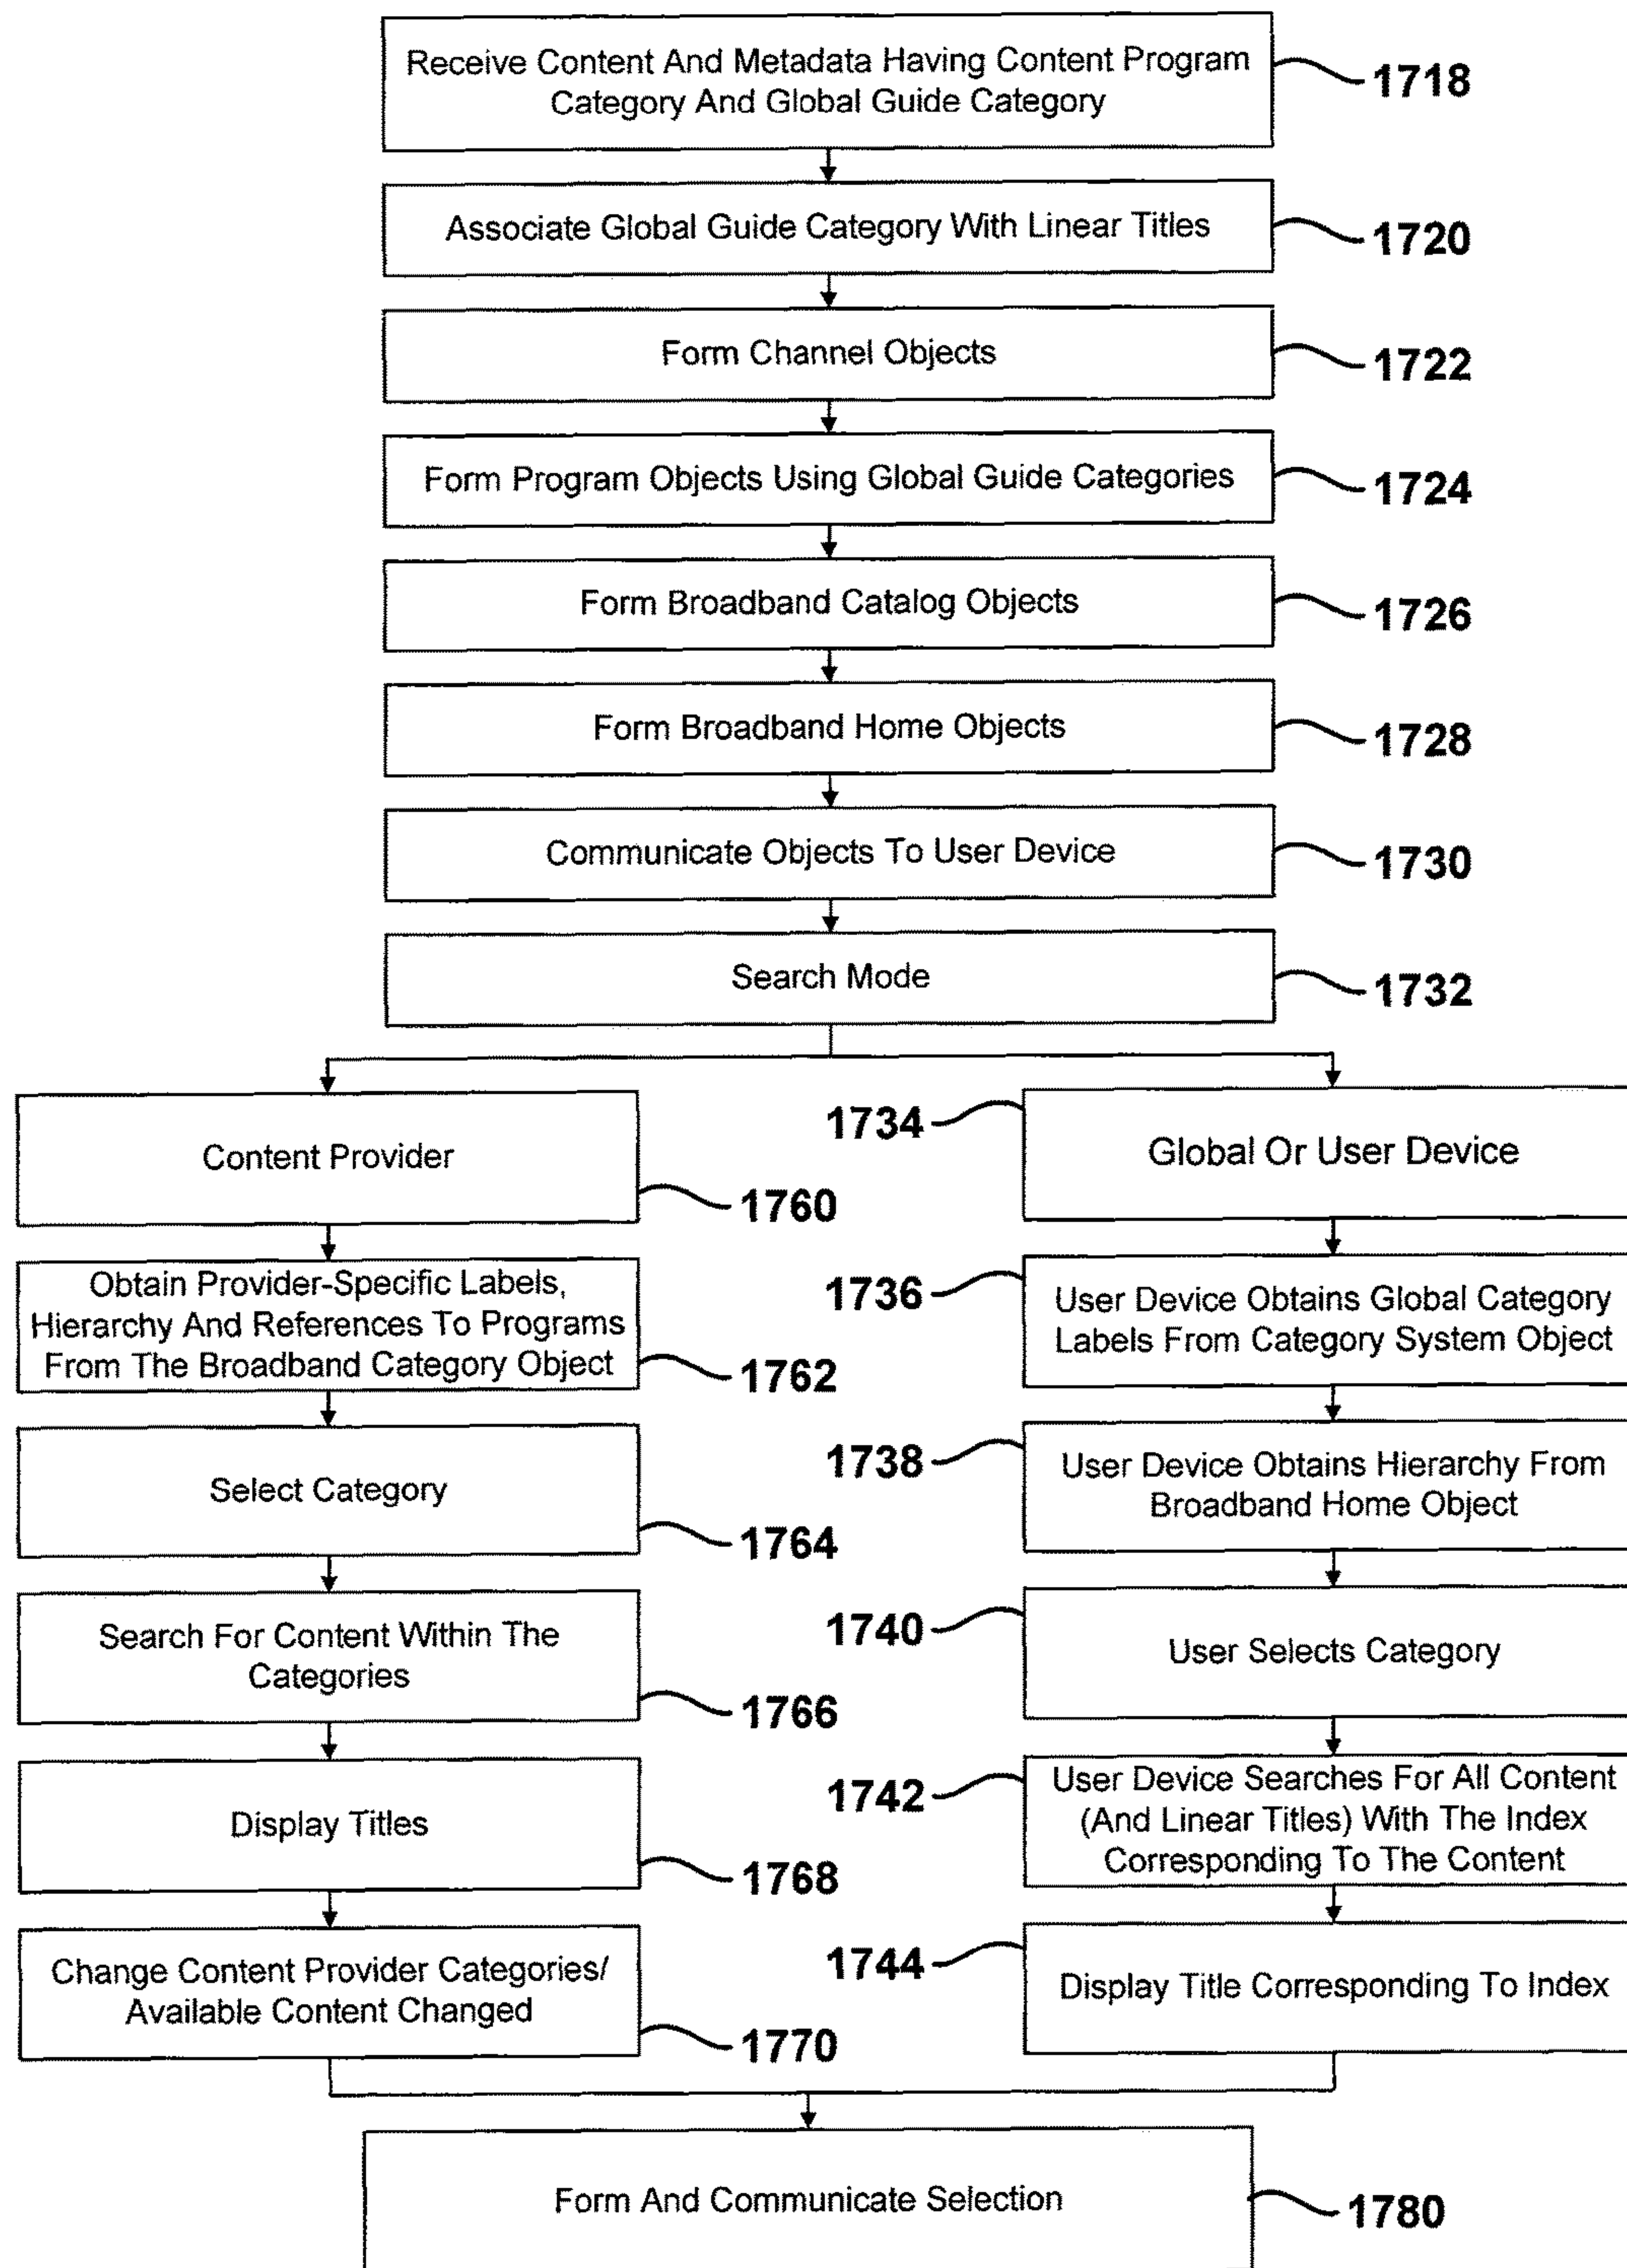 Receive Content And Metadata Having Content Program
Category And Global Guide Category
1718
Associate Global Guide Category With Linear Titles
1720
Form Channel Objects
1722
Form Program Objects Using Global Guide Categories
1724
Form Broadband Catalog Objects
1726
Form Broadband Home Objects
1728
Communicate Objects To User Device
1730
Search Mode
1732
Content Provider
1760
Obtain Provider-Specific Labels,
Hierarchy And References To Programs
From The Broadband Category Object
1762
Select Category
1764
Search For Content Within The
Categories
1766
Display Titles
1768
Change Content Provider Categories/
Available Content Changed
1770
1734
Global Or User Device
1736
User Device Obtains Global Category
Labels From Category System Object
1738
User Device Obtains Hierarchy From
Broadband Home Object
1740
User Selects Category
1742
User Device Searches For All Content
(And Linear Titles) With The Index
Corresponding To The Content
1744
Display Title Corresponding To Index
Form And Communicate Selection
1780